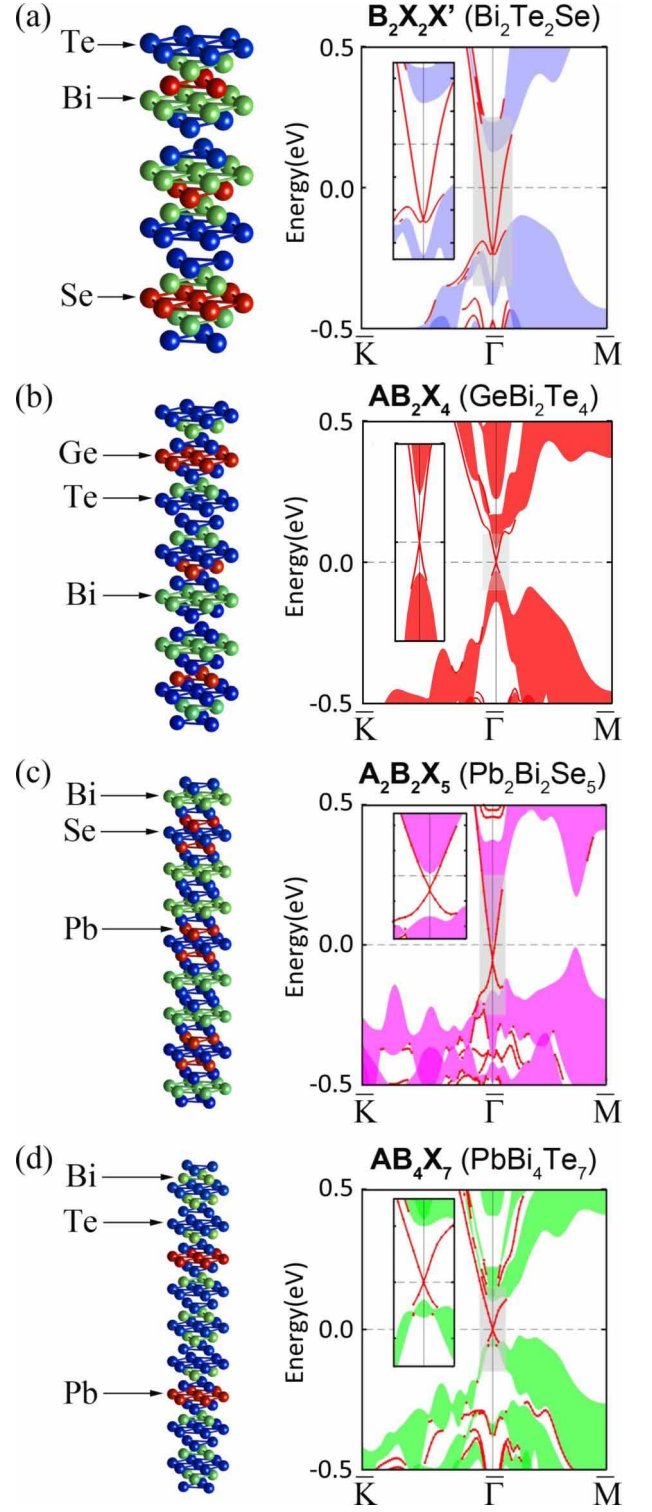 (a)
B₂X₂X' (Bi₂Te₂Se)
Te
Bi
Se
Energy(eV)
0.5
0.0
-0.5
K̄ Γ̄ M̄
(b)
AB₂X₄ (GeBi₂Te₄)
Ge
Te
Bi
Energy(eV)
0.5
0.0
-0.5
K̄ Γ̄ M̄
(c)
A₂B₂X₅ (Pb₂Bi₂Se₅)
Bi
Se
Pb
Energy(eV)
0.5
0.0
-0.5
K̄ Γ̄ M̄
(d)
AB₄X₇ (PbBi₄Te₇)
Bi
Te
Pb
Energy(eV)
0.5
0.0
-0.5
K̄ Γ̄ M̄